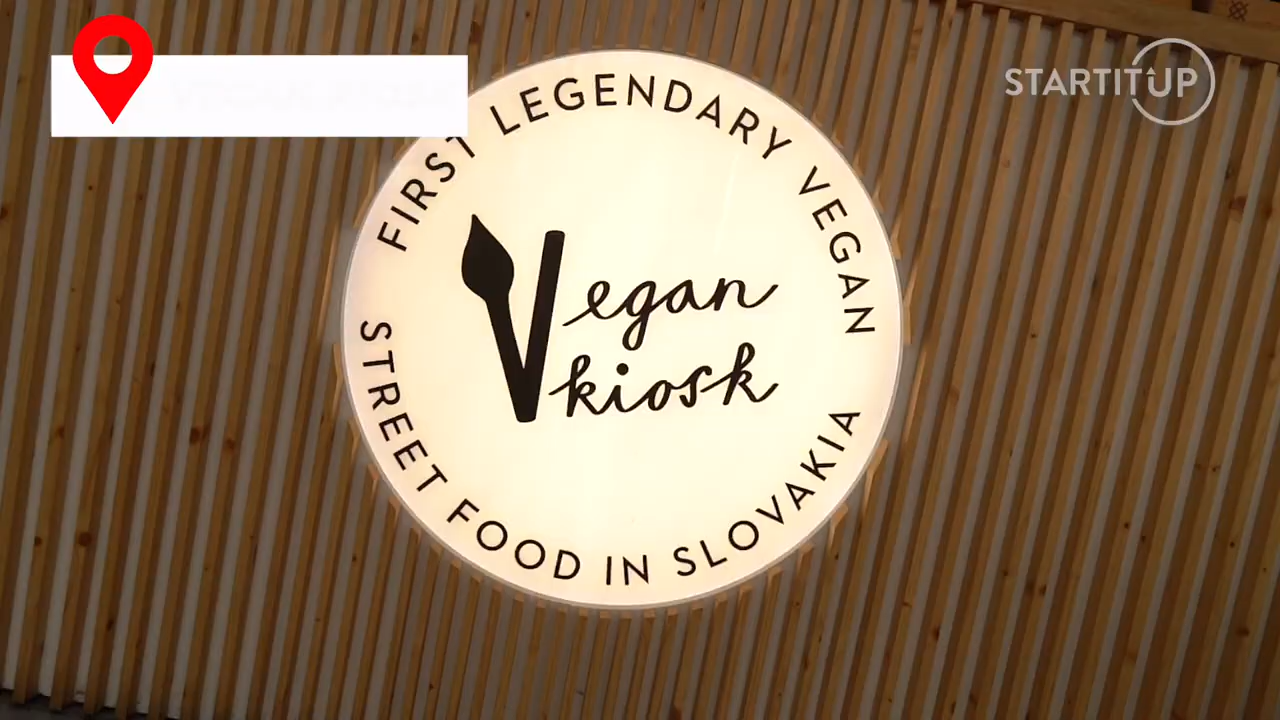 STARTITUP
FIRST LEGENDARY VEGAN
Vegan
kiosk
STREET FOOD IN SLOVAKIA